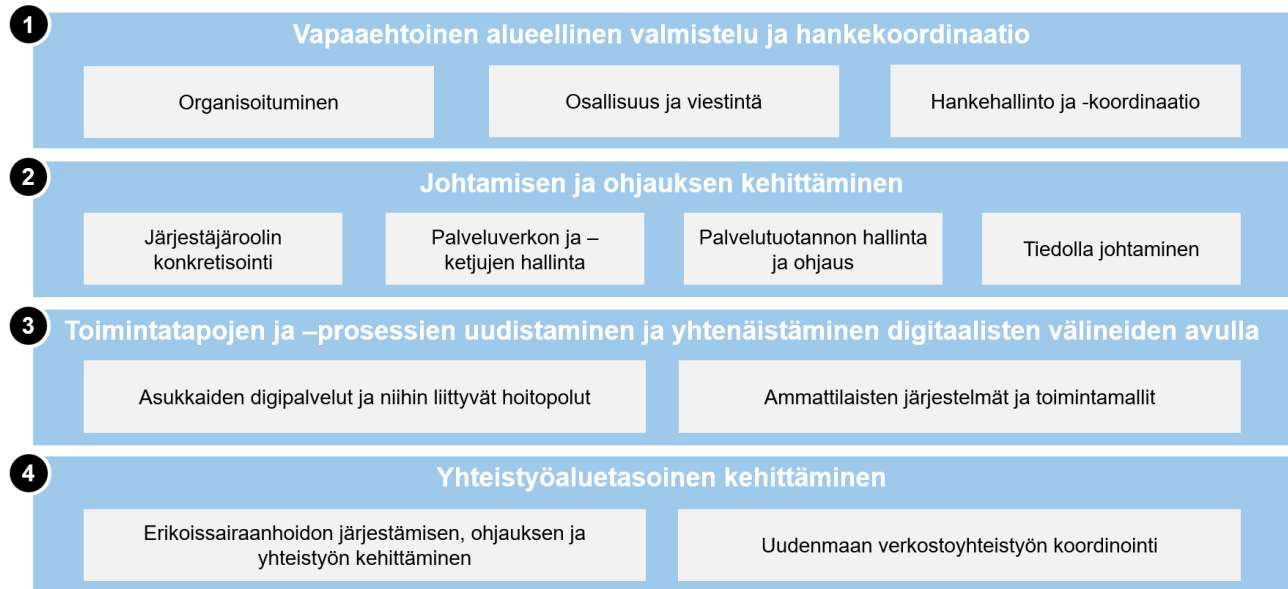 1
Vapaaehtoinen alueellinen valmistelu ja hankekoordinaatio
Organisoituminen
Osallisuus ja viestintä
Hankehallinto ja -koordinaatio
2
Johtamisen ja ohjauksen kehittäminen
Järjestäjäroolin
konkretisointi
Palveluverkon ja –
ketjujen hallinta
Palvelutuotannon hallinta
ja ohjaus
Tiedolla johtaminen
3
Toimintatapojen ja –prosessien uudistaminen ja yhtenäistäminen digitaalisten välineiden avulla
Asukkaiden digipalvelut ja niihin liittyvät hoitopolut
Ammattilaisten järjestelmät ja toimintamallit
4
Yhteistyöaluetasoinen kehittäminen
Erikoissairaanhoidon järjestämisen, ohjauksen ja
yhteistyön kehittäminen
Uudenmaan verkostoyhteistyön koordinointi